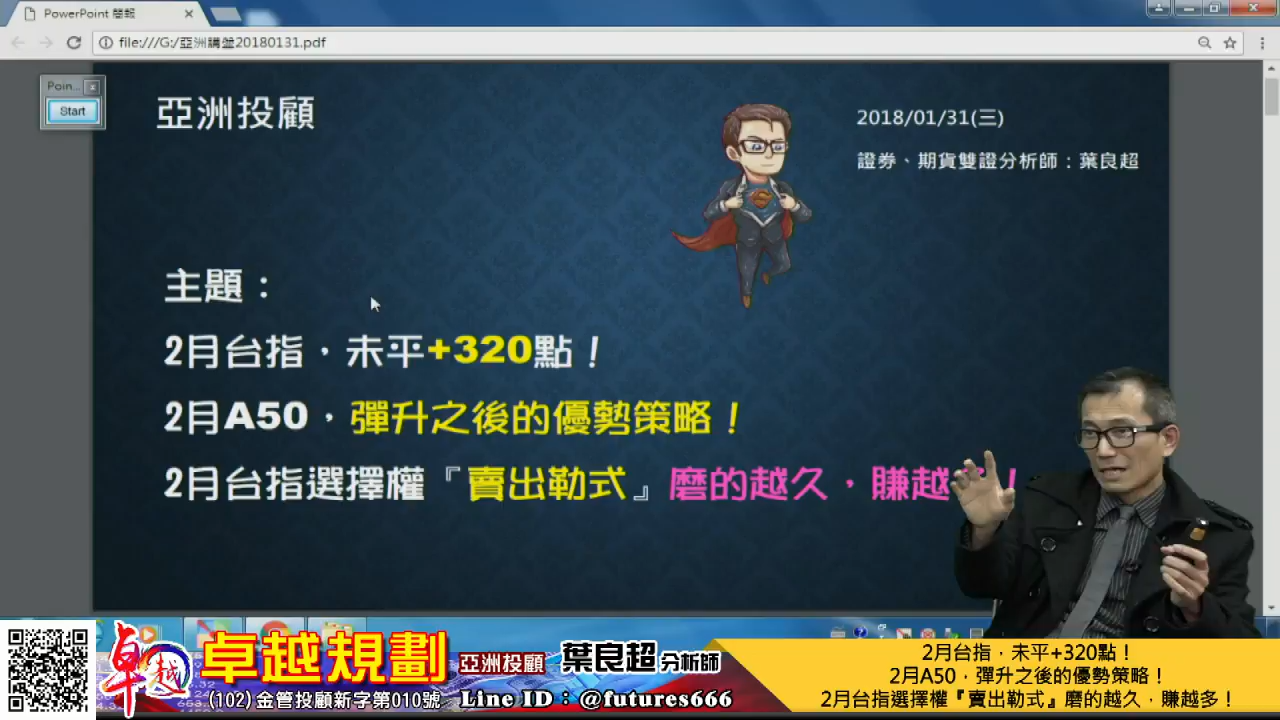 PowerPoint 簡報
file:///G:/亞洲講盤20180131.pdf
Poin...
Start
亞洲投顧
2018/01/31(三)
證券、期貨雙證分析師：葉良超
主題：
2月台指，未平+320點！
2月A50，彈升之後的優勢策略！
2月台指選擇權『賣出勒式』磨的越久，賺越！
卓越
卓越規劃
亞洲投顧 葉良超 分析師
(102)金管投顧新字第010號 Line ID：@futures666
2月台指，未平+320點！
2月A50，彈升之後的優勢策略！
2月台指選擇權『賣出勒式』磨的越久，賺越多！